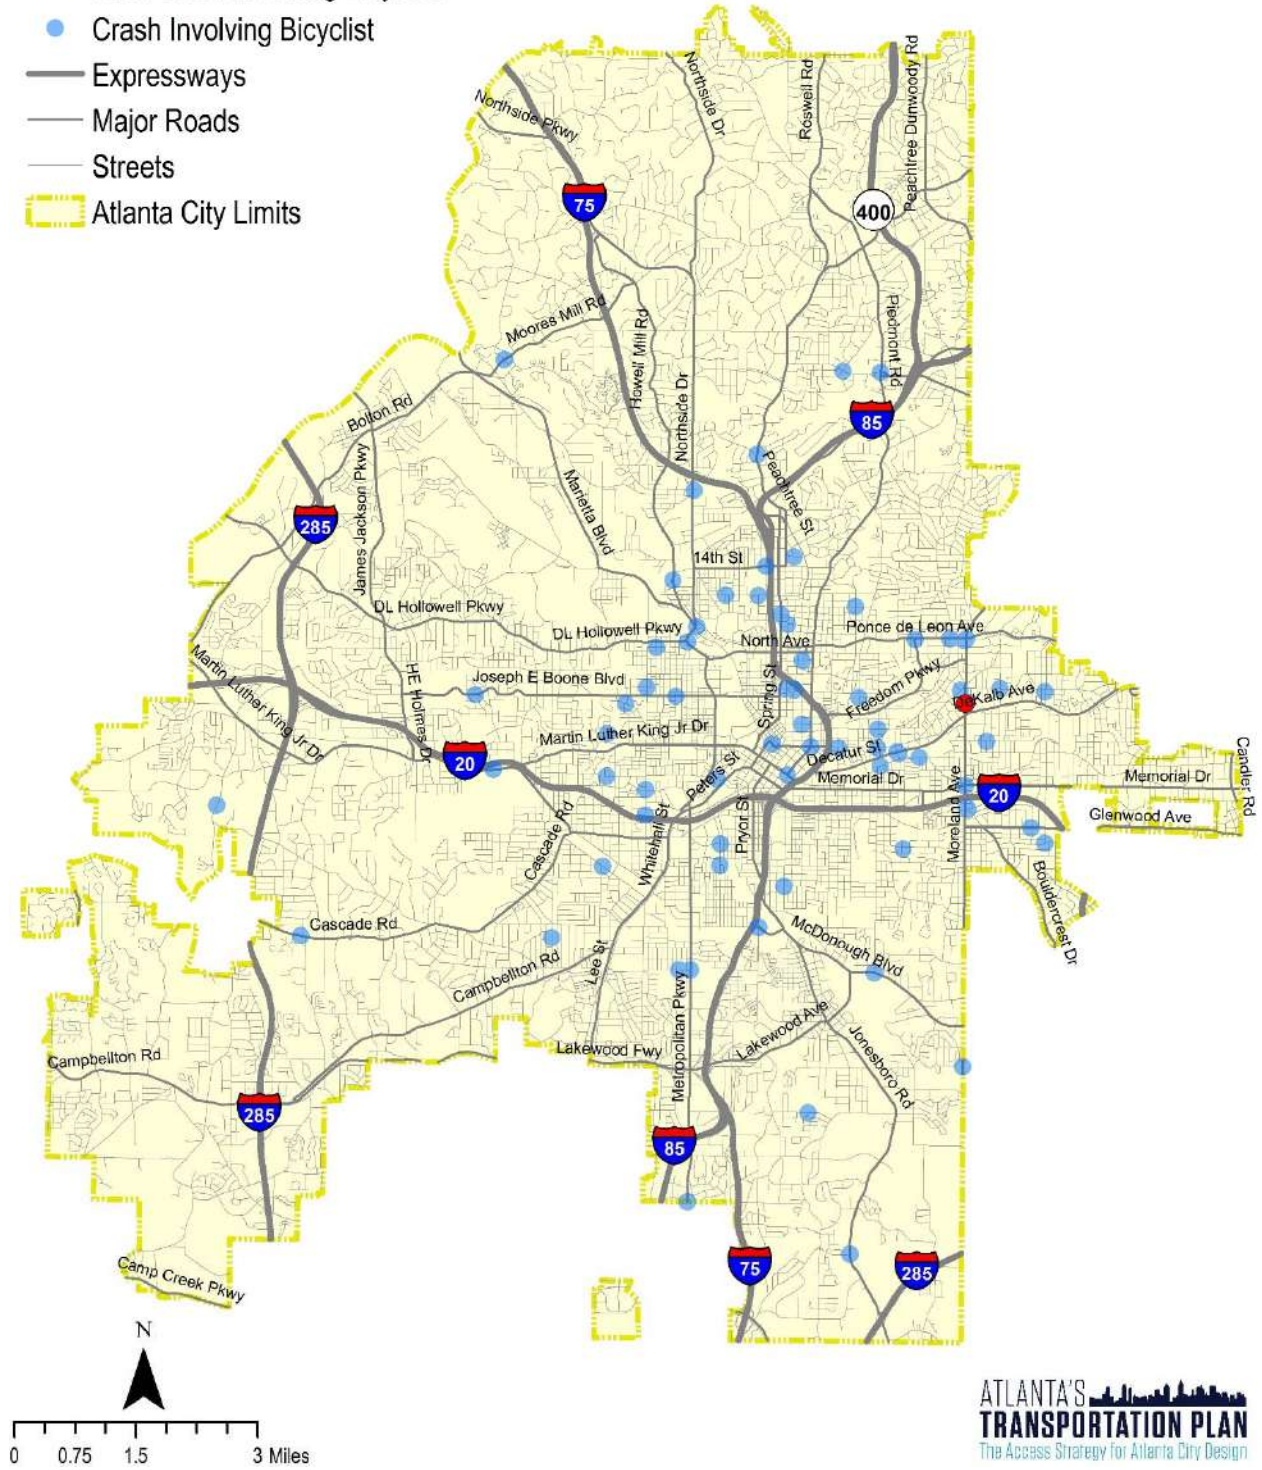 Crash Involving Bicyclist
Expressways
Major Roads
Streets
Atlanta City Limits
Northside Pkwy
Northside Dr
Roswell Rd
Peachtree Dunwoody Rd
75
400
Moores Mill Rd
Howell Mill Rd
Northside Dr
Piedmont Rd
85
Bolton Rd
James Jackson Pkwy
Marietta Blvd
Peachtree St
285
14th St
DL Hollowell Pkwy
DL Hollowell Pkwy
North Ave
Ponce de Leon Ave
Martin Luther King Jr Dr
HE Holmes Dr
Joseph E Boone Blvd
Spring St
Freedom Pkwy
DeKalb Ave
Martin Luther King Jr Dr
Decatur St
20
Peters St
Memorial Dr
Memorial Dr
Candler Rd
20
Glenwood Ave
Cascade Rd
Whitehall St
Pryor St
Moreland Ave
Bouldercrest Dr
Cascade Rd
Campbellton Rd
Lee St
McDonough Blvd
Metropolitan Pkwy
Lakewood Ave
Jonesboro Rd
Campbellton Rd
Lakewood Fwy
285
85
75
285
Camp Creek Pkwy
N
0 0.75 1.5 3 Miles
ATLANTA'S
TRANSPORTATION PLAN
The Access Strategy for Atlanta City Design